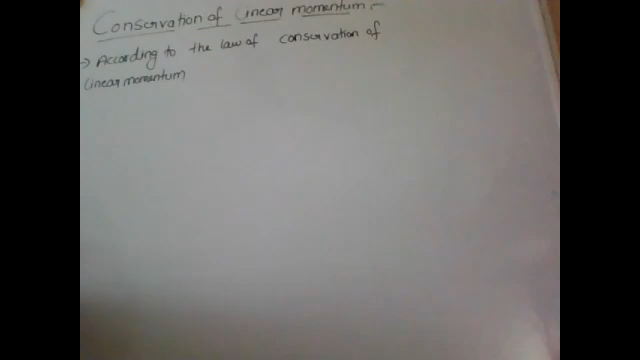 Conservation of Linear momentum :-
→ According to the law of conservation of
Linear momentum